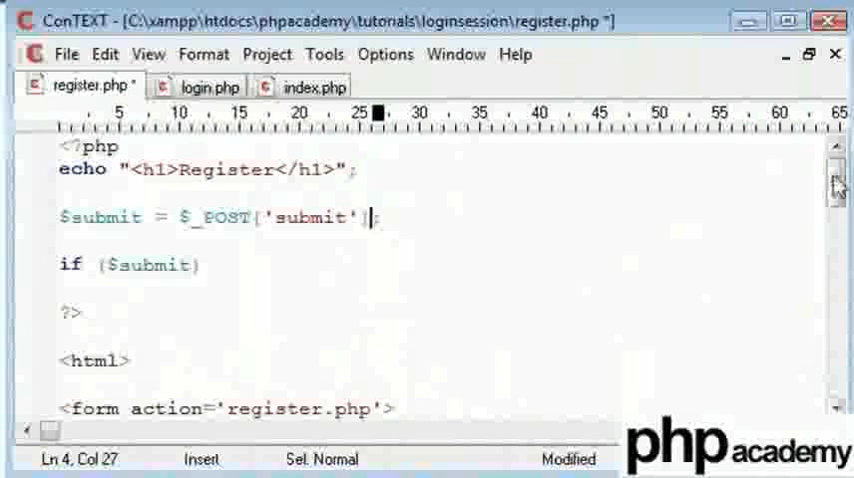 ConTEXT - [C:\xampp\htdocs\phpacademy\tutorials\loginsession\register.php *]
File Edit View Format Project Tools Options Window Help
register.php * login.php index.php
5 10 15 20 25 30 35 40 45 50 55 60 65
<?php
echo "<h1>Register</h1>";
$submit = $_POST['submit'];
if ($submit)
?>
<html>
<form action='register.php'>
Ln 4, Col 27 Insert Sel. Normal Modified
php academy